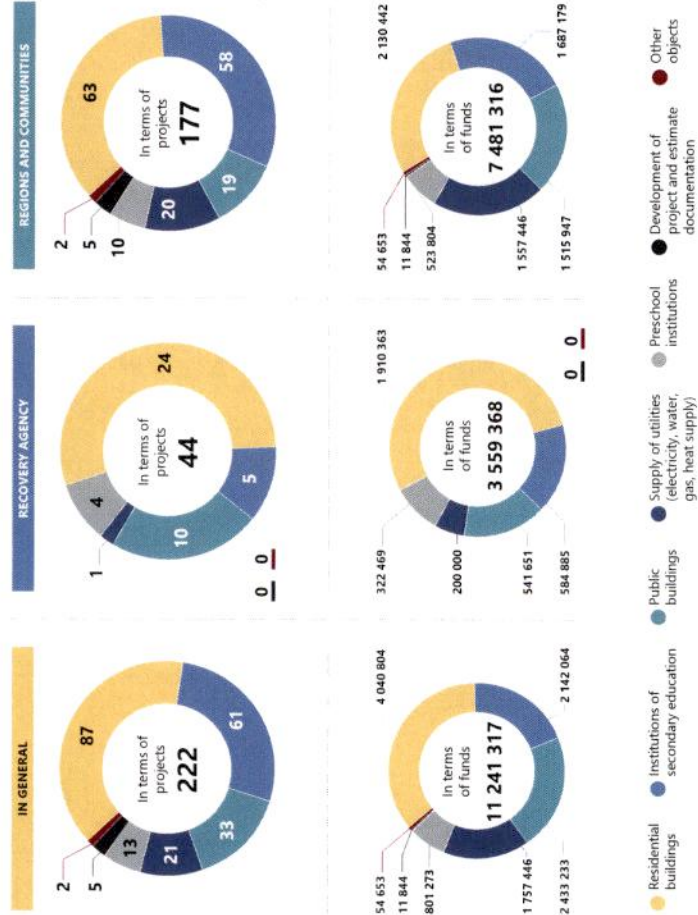 IN GENERAL
87
61
33
21
13
5
2
In terms of
projects
222
4 040 804
2 142 064
2 433 233
1 757 446
801 273
11 844
54 653
In terms
of funds
11 241 317
RECOVERY AGENCY
24
5
10
1
4
0
0
In terms of
projects
44
1 910 363
584 885
541 651
200 000
322 469
0
0
In terms
of funds
3 559 368
REGIONS AND COMMUNITIES
63
58
19
20
10
5
2
In terms of
projects
177
2 130 442
1 687 179
1 515 947
1 557 446
523 804
11 844
54 653
In terms
of funds
7 481 316
Residential
buildings
Institutions of
secondary education
Public
buildings
Supply of utilities
(electricity, water,
gas, heat supply)
Preschool
institutions
Development of
project and estimate
documentation
Other
objects